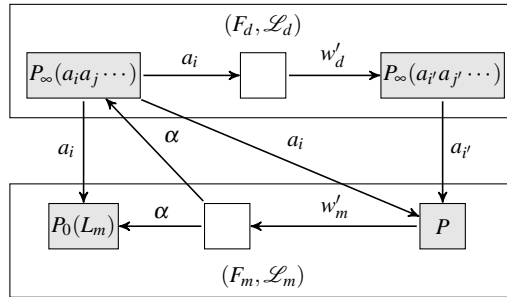 (F_d, ℒ_d)
P_∞(a_i a_j ⋯)
a_i
w'_d
P_∞(a_{i'} a_{j'} ⋯)
a_i
α
a_i
a_{i'}
P_0(L_m)
α
w'_m
P
(F_m, ℒ_m)